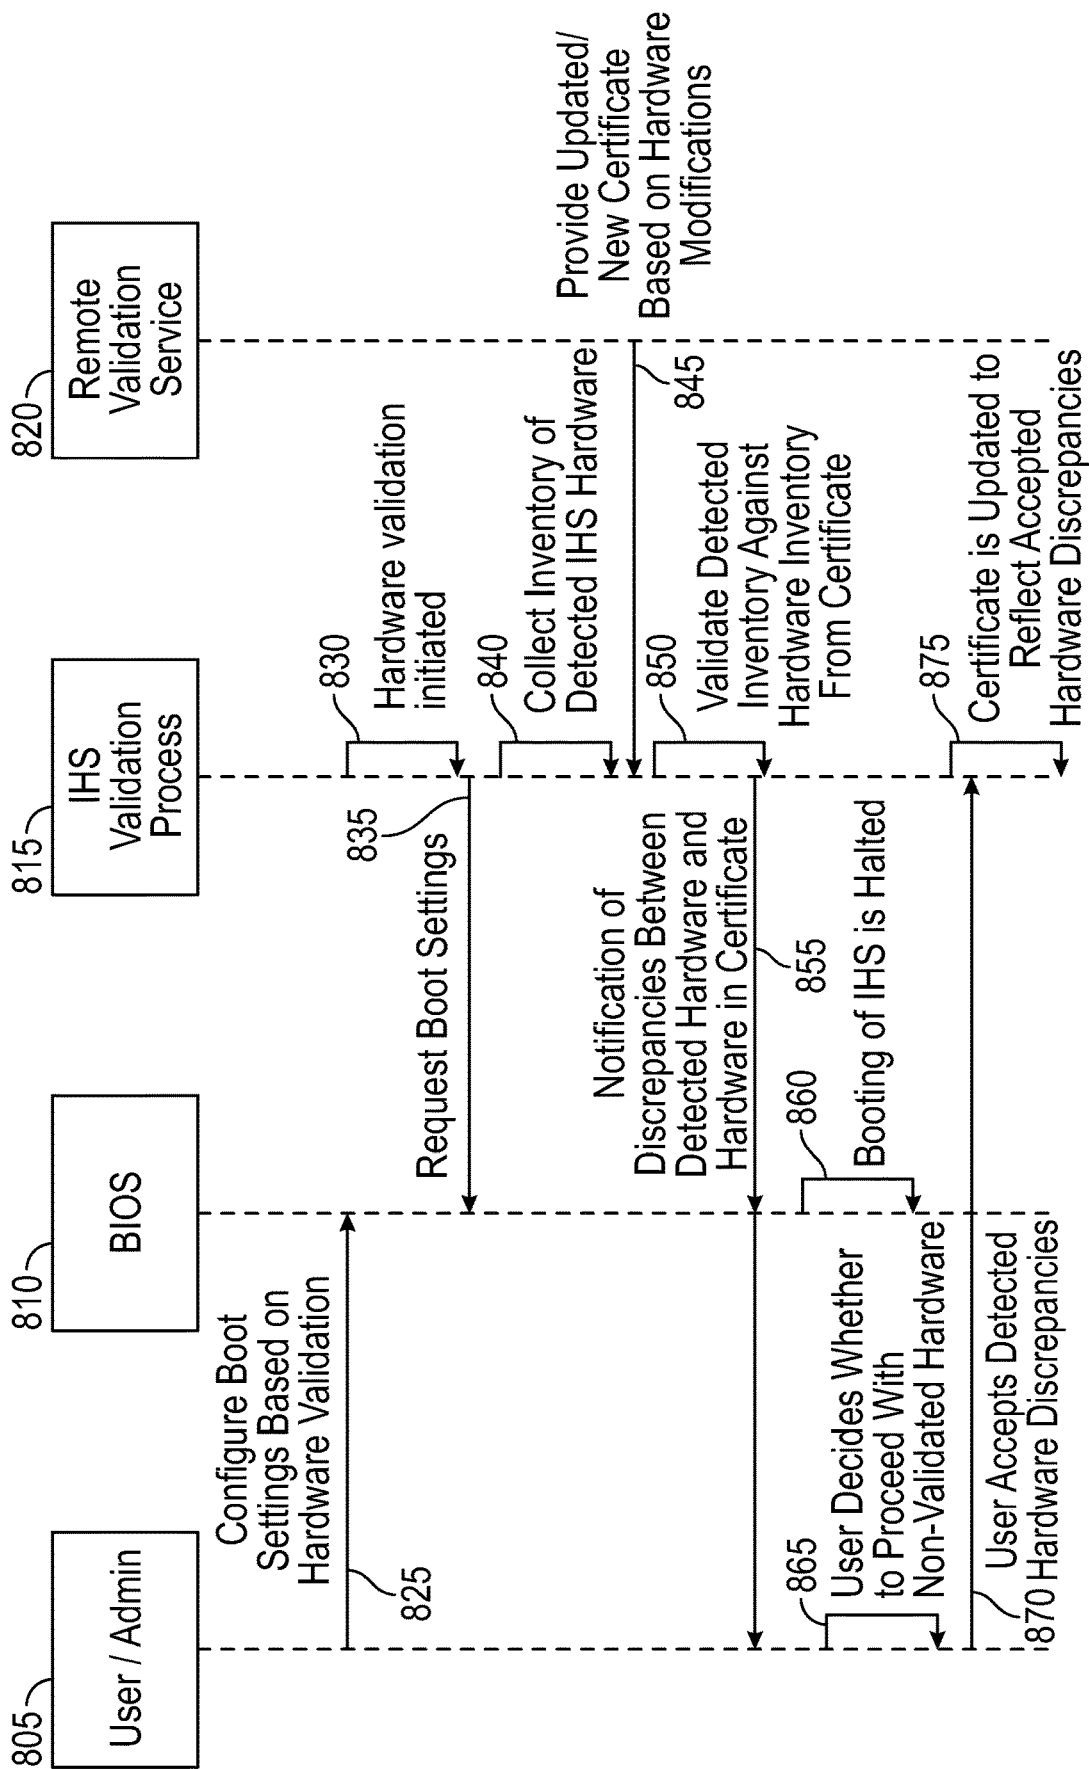 805
User / Admin
810
BIOS
815
IHS
Validation
Process
820
Remote
Validation
Service
Configure Boot
Settings Based on
Hardware Validation
825
830
Hardware validation
initiated
835
Request Boot Settings
840
Collect Inventory of
Detected IHS Hardware
Provide Updated/
New Certificate
Based on Hardware
Modifications
845
850
Validate Detected
Inventory Against
Hardware Inventory
From Certificate
Notification of
Discrepancies Between
Detected Hardware and
Hardware in Certificate
855
860
Booting of IHS is Halted
865
User Decides Whether
to Proceed With
Non-Validated Hardware
870
User Accepts Detected
Hardware Discrepancies
875
Certificate is Updated to
Reflect Accepted
Hardware Discrepancies